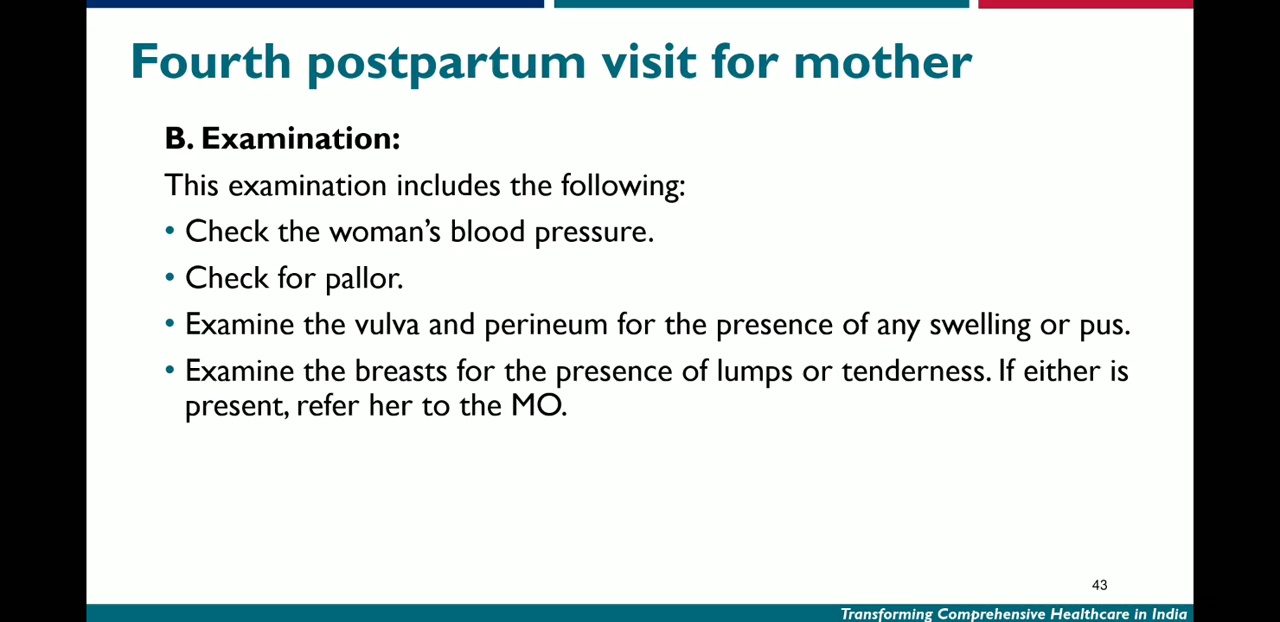 Fourth postpartum visit for mother
B. Examination:
This examination includes the following:
• Check the woman’s blood pressure.
• Check for pallor.
• Examine the vulva and perineum for the presence of any swelling or pus.
• Examine the breasts for the presence of lumps or tenderness. If either is
present, refer her to the MO.
43
Transforming Comprehensive Healthcare in India